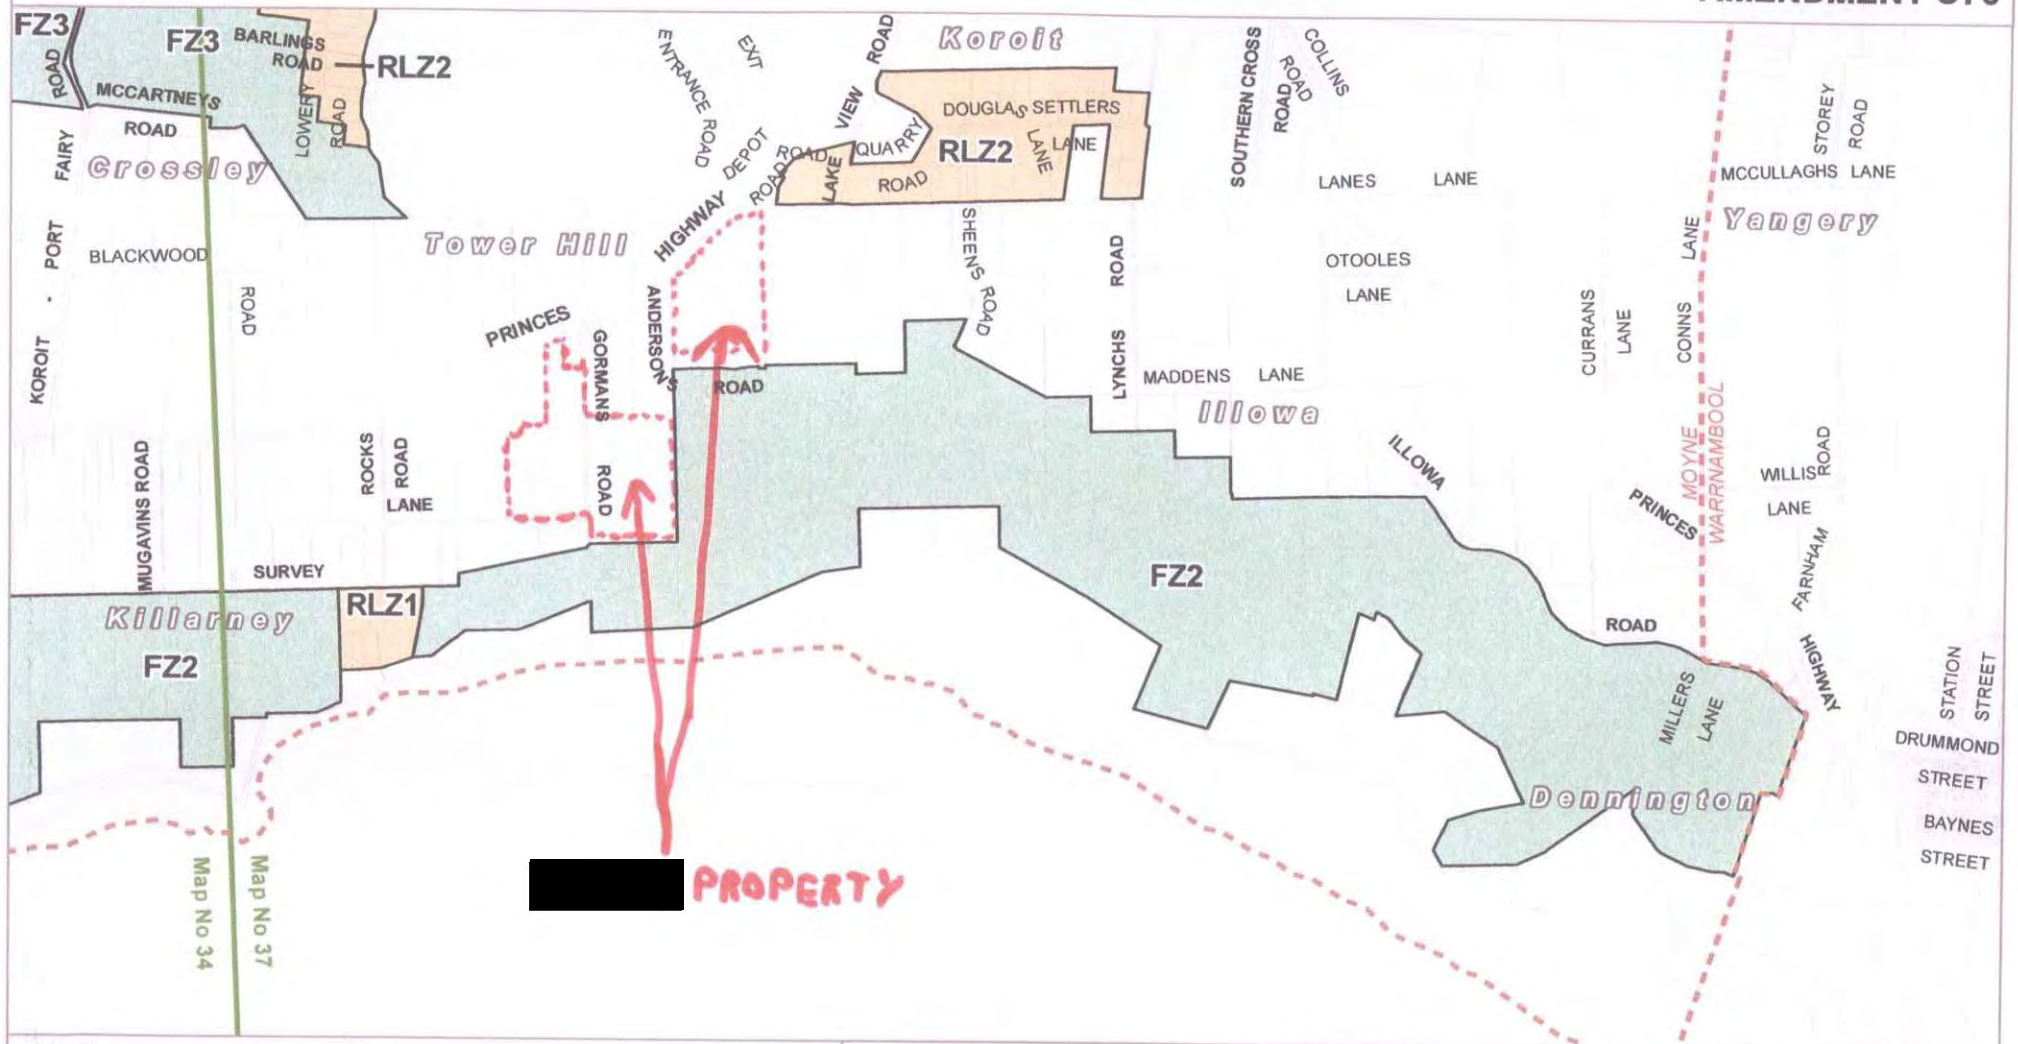 FZ3
FZ3
BARLINGS
ROAD
RLZ2
ROAD
MCCARTNEYS
ROAD
LOWERY
ROAD
FAIRY
Crossley
PORT
-
KOROIT
BLACKWOOD
ROAD
Tower Hill
ENTRANCE ROAD
EXIT
DEPOT
ROAD
HIGHWAY
VIEW
ROAD
LAKE
ROAD
Koroit
DOUGLAS SETTLERS
LANE
LANE
QUARRY
ROAD
RLZ2
SOUTHERN CROSS
ROAD
COLLINS
ROAD
LANES LANE
STOREY
ROAD
MCCULLAGHS LANE
Yangery
PRINCES
GORMANS
ROAD
ANDERSONS
ROAD
SHEENS ROAD
LYNCHS ROAD
OTOOLES
LANE
MADDENS LANE
Illowa
CURRANS
LANE
CONNS LANE
MOYNE
WARRNAMBOOL
ILLOWA
ROAD
PRINCES
HIGHWAY
WILLIS
ROAD
LANE
FARNHAM
MUGAVINS ROAD
ROCKS
ROAD
LANE
SURVEY
Killarney
RLZ1
FZ2
FZ2
MILLERS
LANE
Dennington
STATION
STREET
DRUMMOND
STREET
BAYNES
STREET
Map No 34
Map No 37
PROPERTY